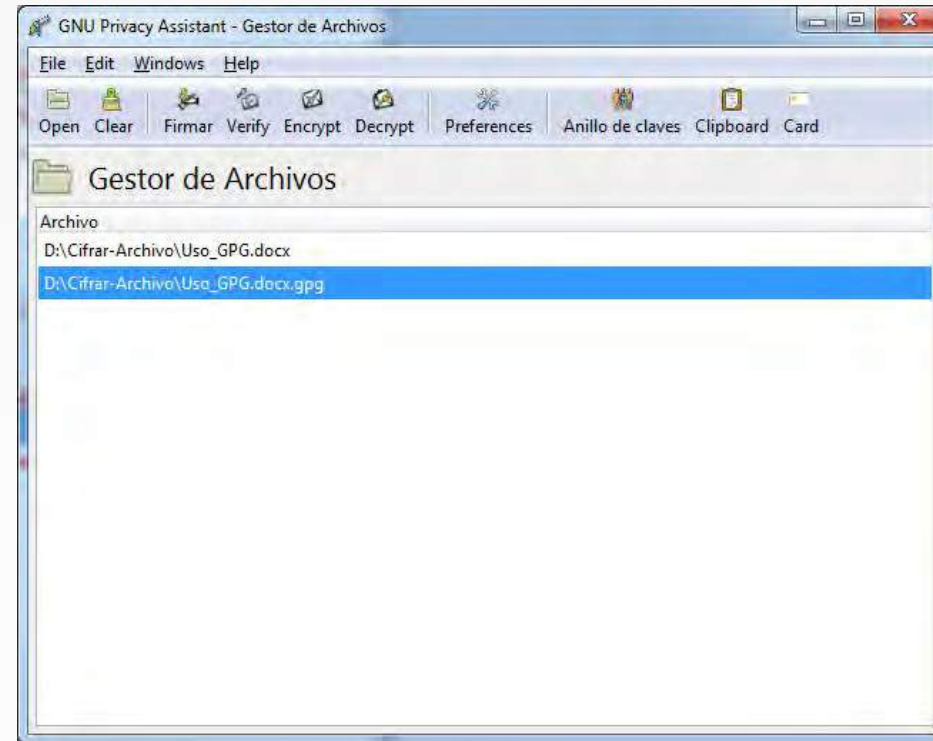 GNU Privacy Assistant - Gestor de Archivos
File Edit Windows Help
Open Clear Firmar Verify Encrypt Decrypt Preferences Anillo de claves Clipboard Card
Gestor de Archivos
Archivo
D:\Cifrar-Archivo\Uso_GPG.docx
D:\Cifrar-Archivo\Uso_GPG.docx.gpg